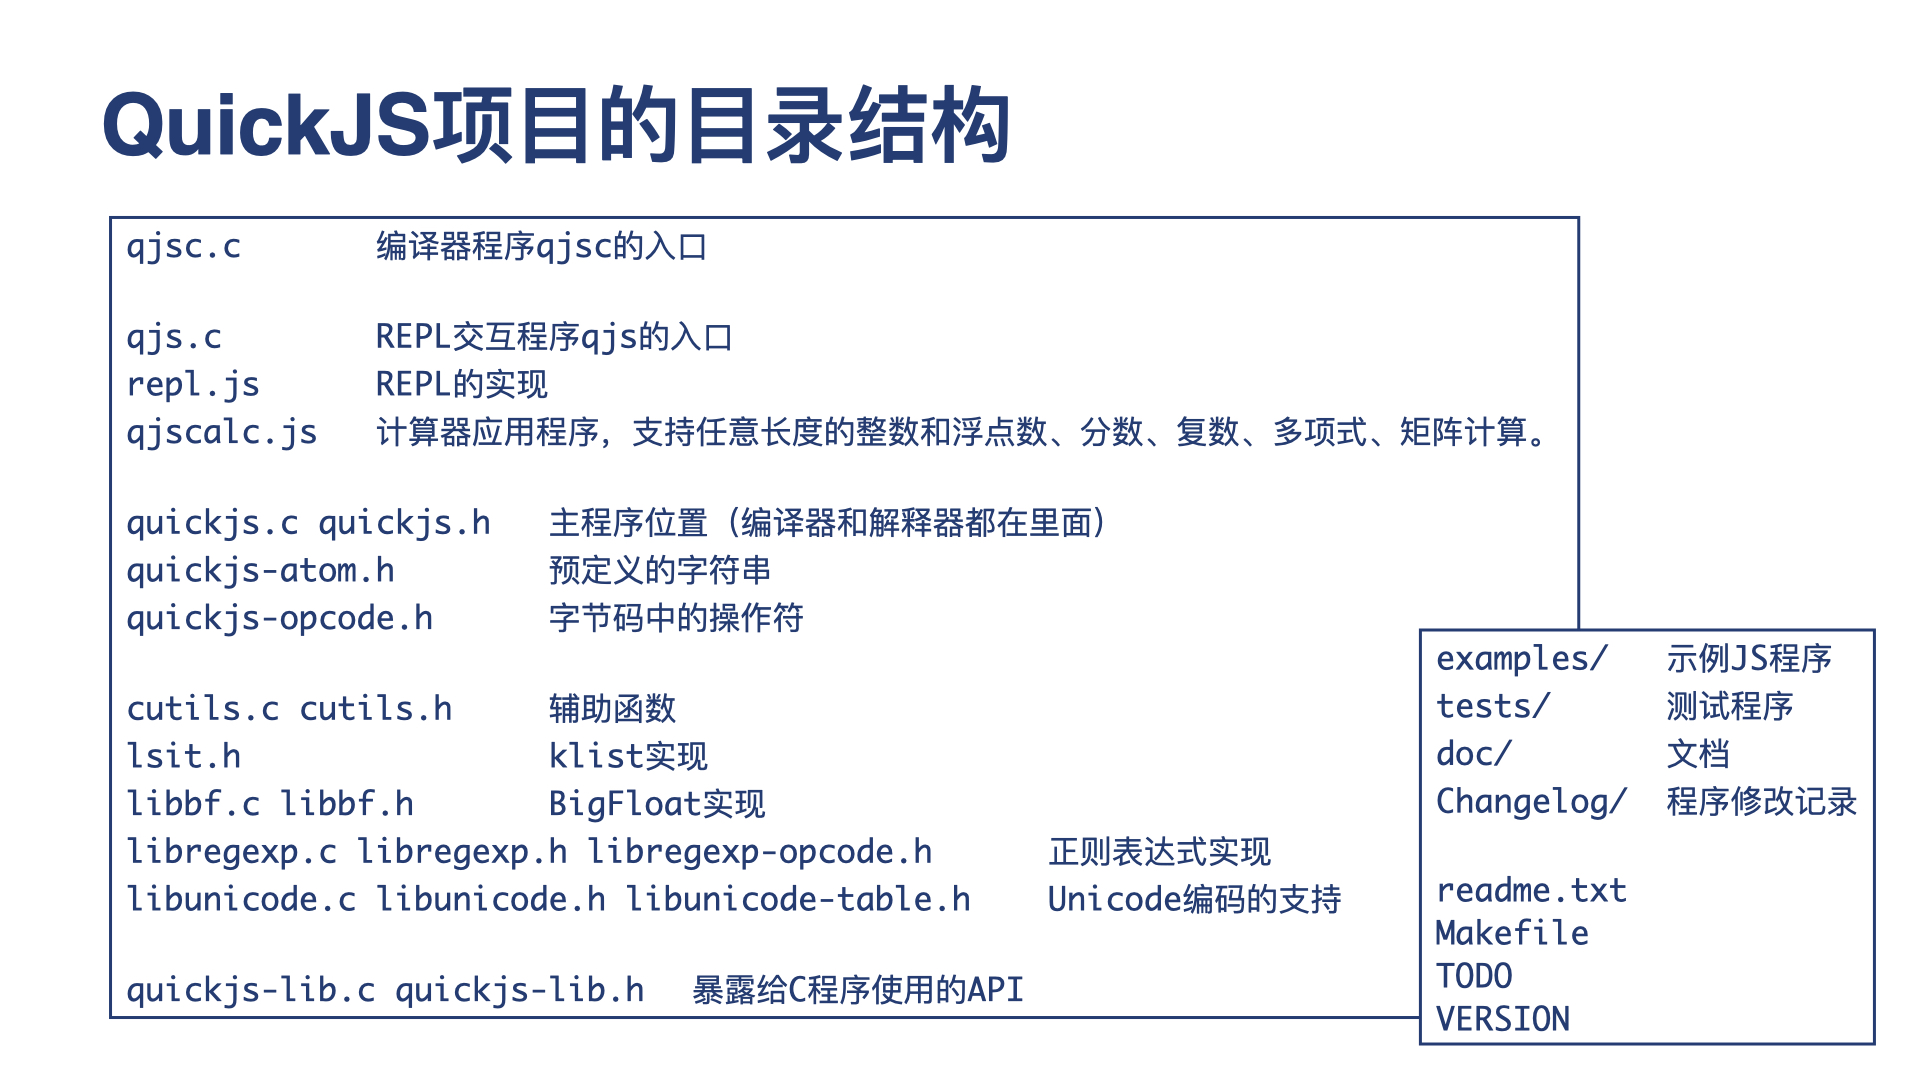 QuickJS项目的目录结构
qjsc.c 编译器程序qjsc的入口
qjs.c REPL交互程序qjs的入口
repl.js REPL的实现
qjscalc.js 计算器应用程序，支持任意长度的整数和浮点数、分数、复数、多项式、矩阵计算。
quickjs.c quickjs.h 主程序位置（编译器和解释器都在里面）
quickjs-atom.h 预定义的字符串
quickjs-opcode.h 字节码中的操作符
cutils.c cutils.h 辅助函数
lsit.h klist实现
libbf.c libbf.h BigFloat实现
libregexp.c libregexp.h libregexp-opcode.h 正则表达式实现
libunicode.c libunicode.h libunicode-table.h Unicode编码的支持
quickjs-lib.c quickjs-lib.h 暴露给C程序使用的API
examples/ 示例JS程序
tests/ 测试程序
doc/ 文档
Changelog/ 程序修改记录
readme.txt
Makefile
TODO
VERSION